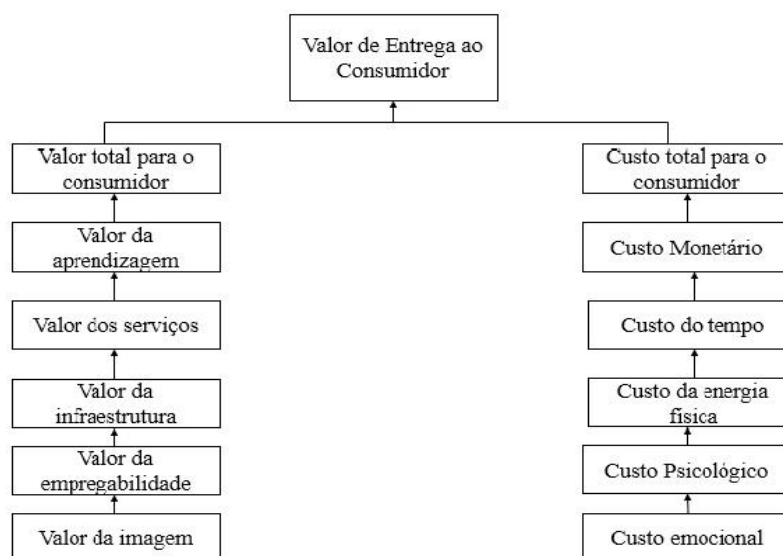 Valor de Entrega ao
Consumidor
Valor total para o
consumidor
Custo total para o
consumidor
Valor da
aprendizagem
Custo Monetário
Valor dos serviços
Custo do tempo
Valor da
infraestrutura
Custo da energia
física
Valor da
empregabilidade
Custo Psicológico
Valor da imagem
Custo emocional